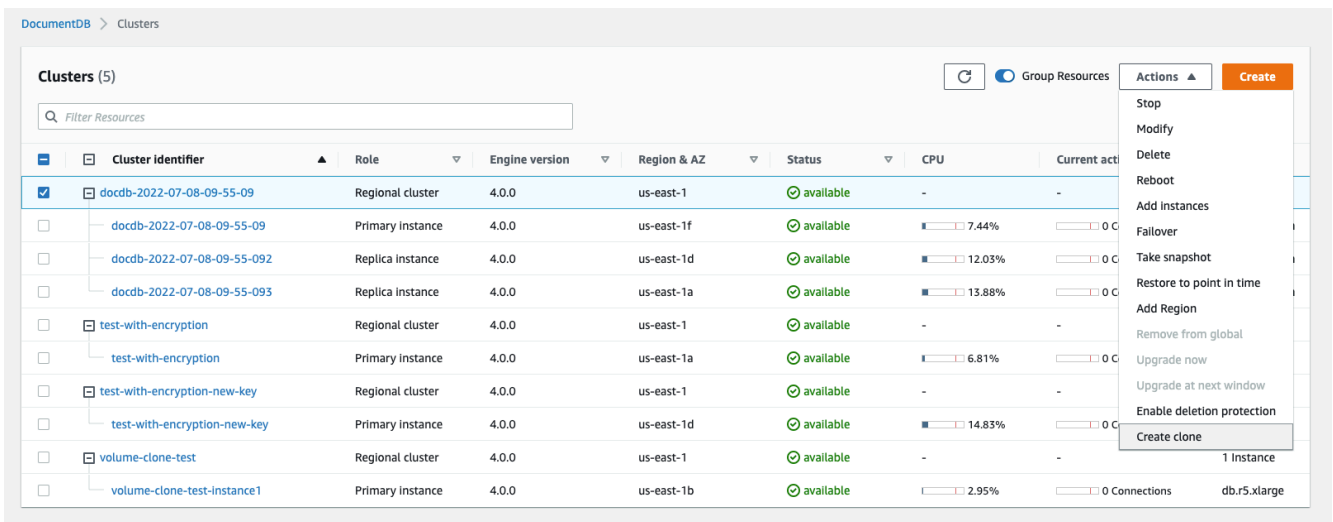 DocumentDB > Clusters
Clusters (5)
Group Resources
Actions
Create
Filter Resources
Stop
Modify
Delete
Reboot
Add instances
Failover
Take snapshot
Restore to point in time
Add Region
Remove from global
Upgrade now
Upgrade at next window
Enable deletion protection
Create clone
Cluster identifier Role Engine version Region & AZ Status CPU
docdb-2022-07-08-09-55-09 Regional cluster 4.0.0 us-east-1 available - -
docdb-2022-07-08-09-55-09 Primary instance 4.0.0 us-east-1f available 7.44% 0
docdb-2022-07-08-09-55-092 Replica instance 4.0.0 us-east-1d available 12.03% 0
docdb-2022-07-08-09-55-093 Replica instance 4.0.0 us-east-1a available 13.88% 0
test-with-encryption Regional cluster 4.0.0 us-east-1 available - -
test-with-encryption Primary instance 4.0.0 us-east-1a available 6.81% 0
test-with-encryption-new-key Regional cluster 4.0.0 us-east-1 available - -
test-with-encryption-new-key Primary instance 4.0.0 us-east-1d available 14.83% 0
volume-clone-test Regional cluster 4.0.0 us-east-1 available - - 1 Instance
volume-clone-test-instance1 Primary instance 4.0.0 us-east-1b available 2.95% 0 Connections db.r5.xlarge